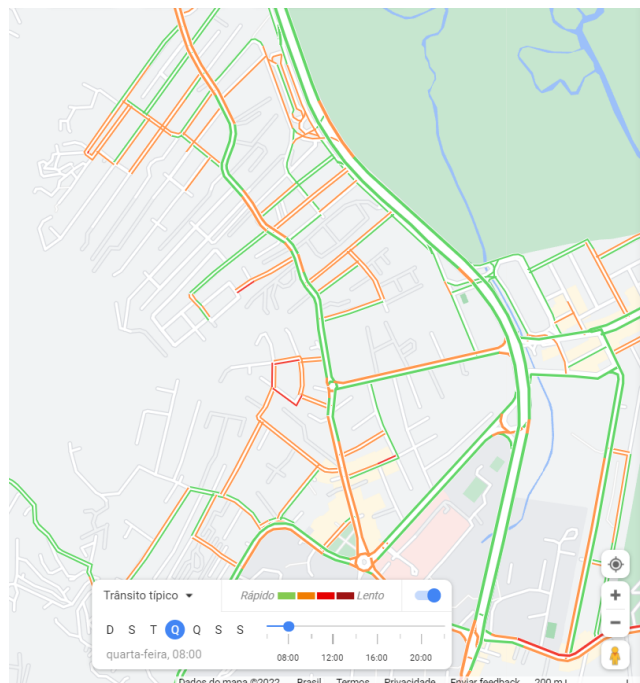 Trânsito típico
Rápido Lento
D S T Q Q S S
quarta-feira, 08:00
08:00 12:00 16:00 20:00
Dados do mapa ©2022 Brasil Termos Privacidade Enviar feedback 200 m